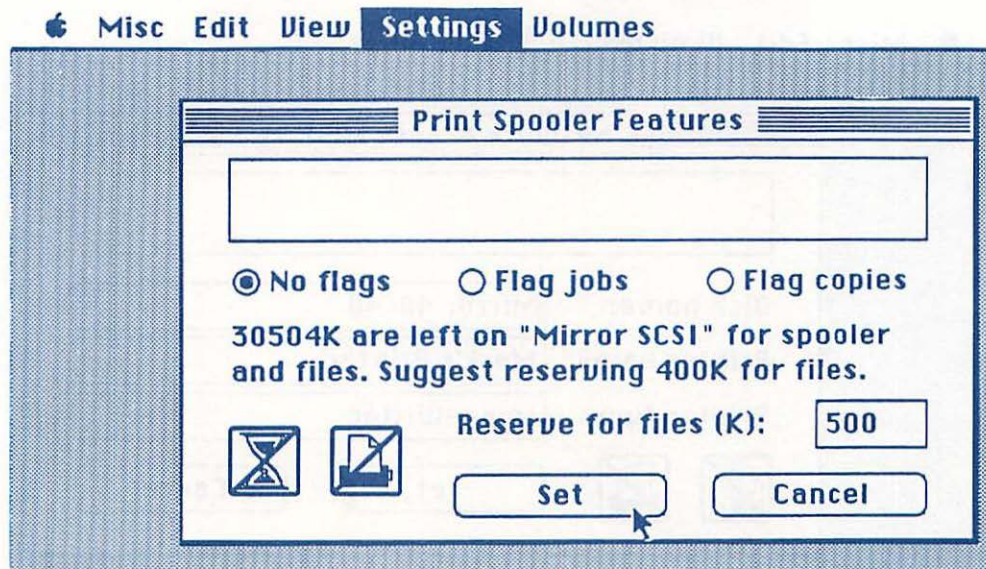 Misc Edit View Settings Volumes
Print Spooler Features
No flags Flag jobs Flag copies
30504K are left on "Mirror SCSI" for spooler
and files. Suggest reserving 400K for files.
Reserve for files (K): 500
Set Cancel